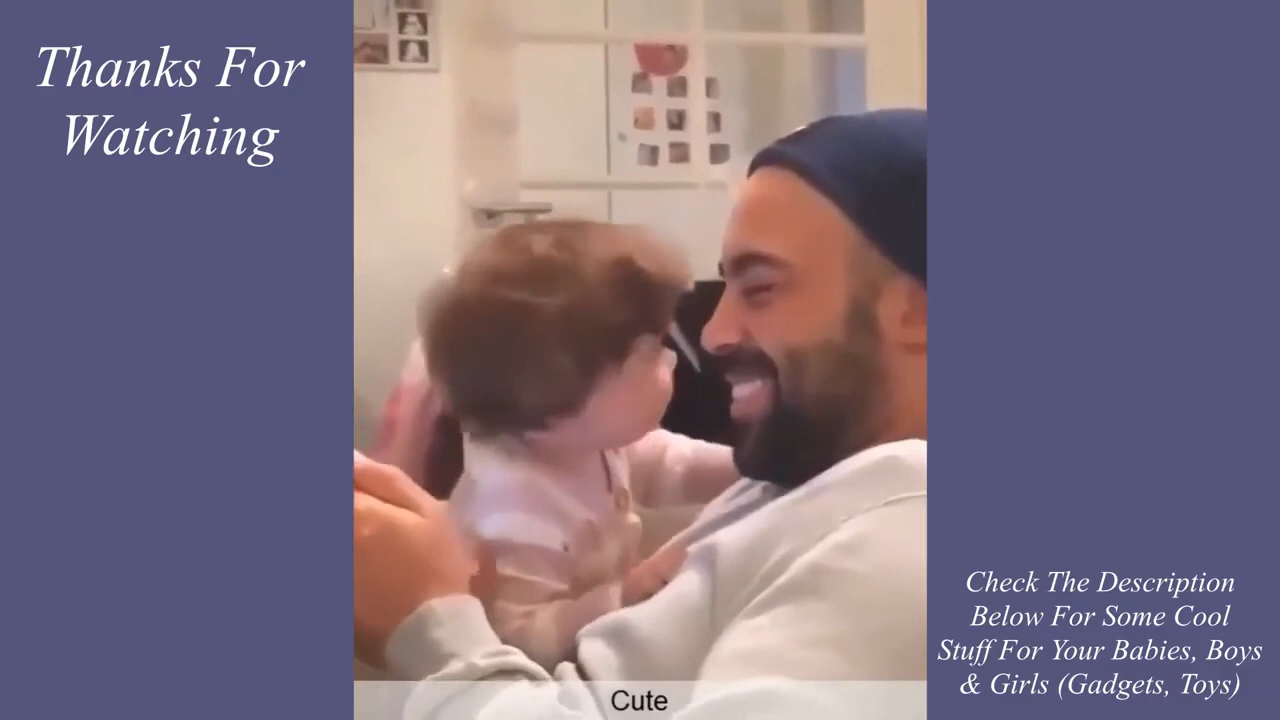 Thanks For
Watching
Check The Description
Below For Some Cool
Stuff For Your Babies, Boys
& Girls (Gadgets, Toys)
Cute